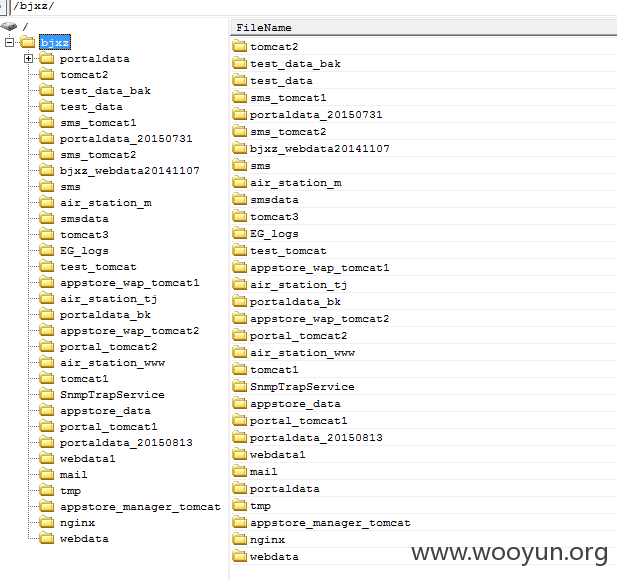 /bjxz/
/
bjxz
portaldata
tomcat2
test_data_bak
test_data
sms_tomcat1
portaldata_20150731
sms_tomcat2
bjxz_webdata20141107
sms
air_station_m
smsdata
tomcat3
EG_logs
test_tomcat
appstore_wap_tomcat1
air_station_tj
portaldata_bk
appstore_wap_tomcat2
portal_tomcat2
air_station_www
tomcat1
SnmpTrapService
appstore_data
portal_tomcat1
portaldata_20150813
webdata1
mail
tmp
appstore_manager_tomcat
nginx
webdata
FileName
tomcat2
test_data_bak
test_data
sms_tomcat1
portaldata_20150731
sms_tomcat2
bjxz_webdata20141107
sms
air_station_m
smsdata
tomcat3
EG_logs
test_tomcat
appstore_wap_tomcat1
air_station_tj
portaldata_bk
appstore_wap_tomcat2
portal_tomcat2
air_station_www
tomcat1
SnmpTrapService
appstore_data
portal_tomcat1
portaldata_20150813
webdata1
mail
portaldata
tmp
appstore_manager_tomcat
nginx
webdata
www.wooyun.org